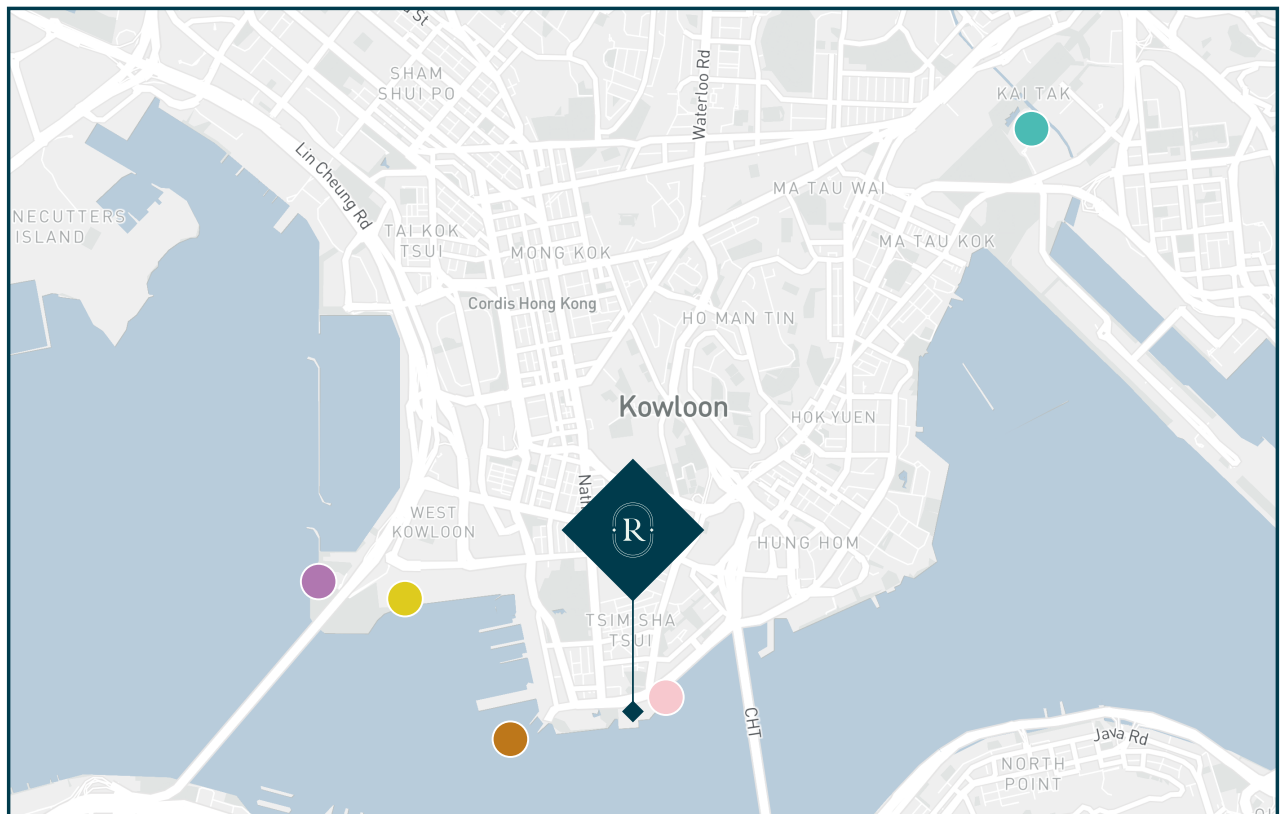 SHAM
SHUI PO
Waterloo Rd
KAI TAK
Lin Cheung Rd
MA TAU WAI
NECUTTERS
ISLAND
TAI KOK
TSUI
MONG KOK
MA TAU KOK
Cordis Hong Kong
HO MAN TIN
Kowloon
HOK YUEN
WEST
KOWLOON
R
HUNG HOM
TSIM SHA
TSUI
CHT
Java Rd
NORTH
POINT